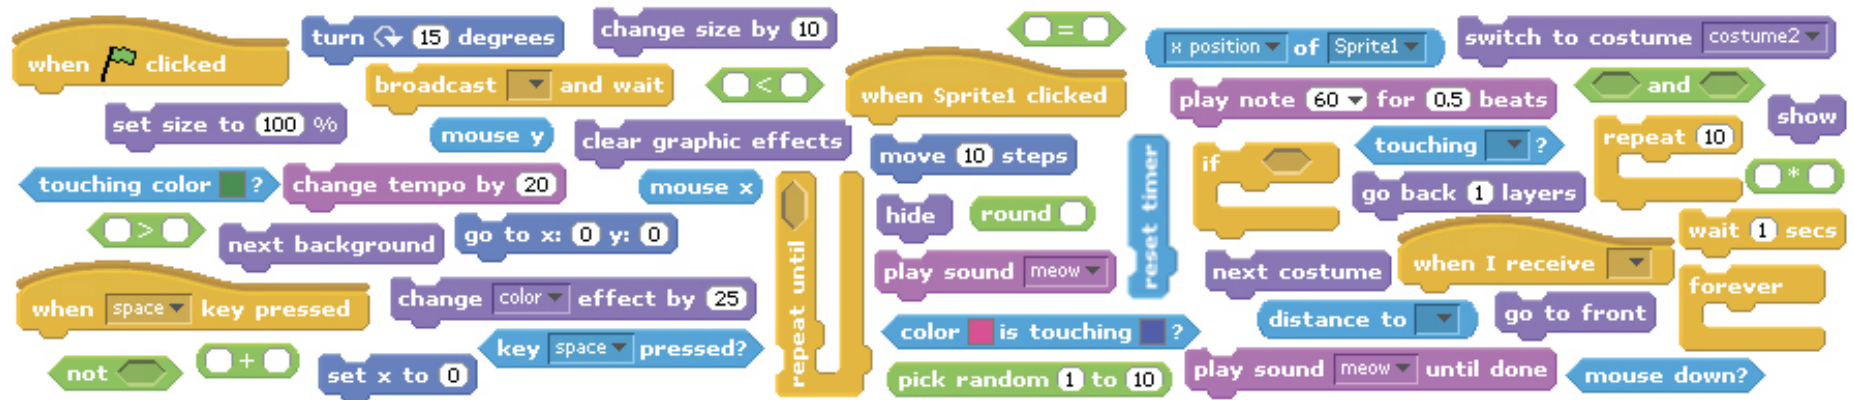 when clicked
turn 15 degrees
change size by 10
=
x position of Sprite1
switch to costume costume2
broadcast and wait
<
when Sprite1 clicked
play note 60 for 0.5 beats
and
show
set size to 100 %
mouse y
clear graphic effects
move 10 steps
reset timer
if
touching ?
repeat 10
touching color ?
change tempo by 20
mouse x
go back 1 layers
*
>
next background
go to x: 0 y: 0
repeat until
hide
round
wait 1 secs
play sound meow
next costume
when I receive
forever
when space key pressed
change color effect by 25
distance to
go to front
color is touching ?
key space pressed?
not
+
set x to 0
pick random 1 to 10
play sound meow until done
mouse down?